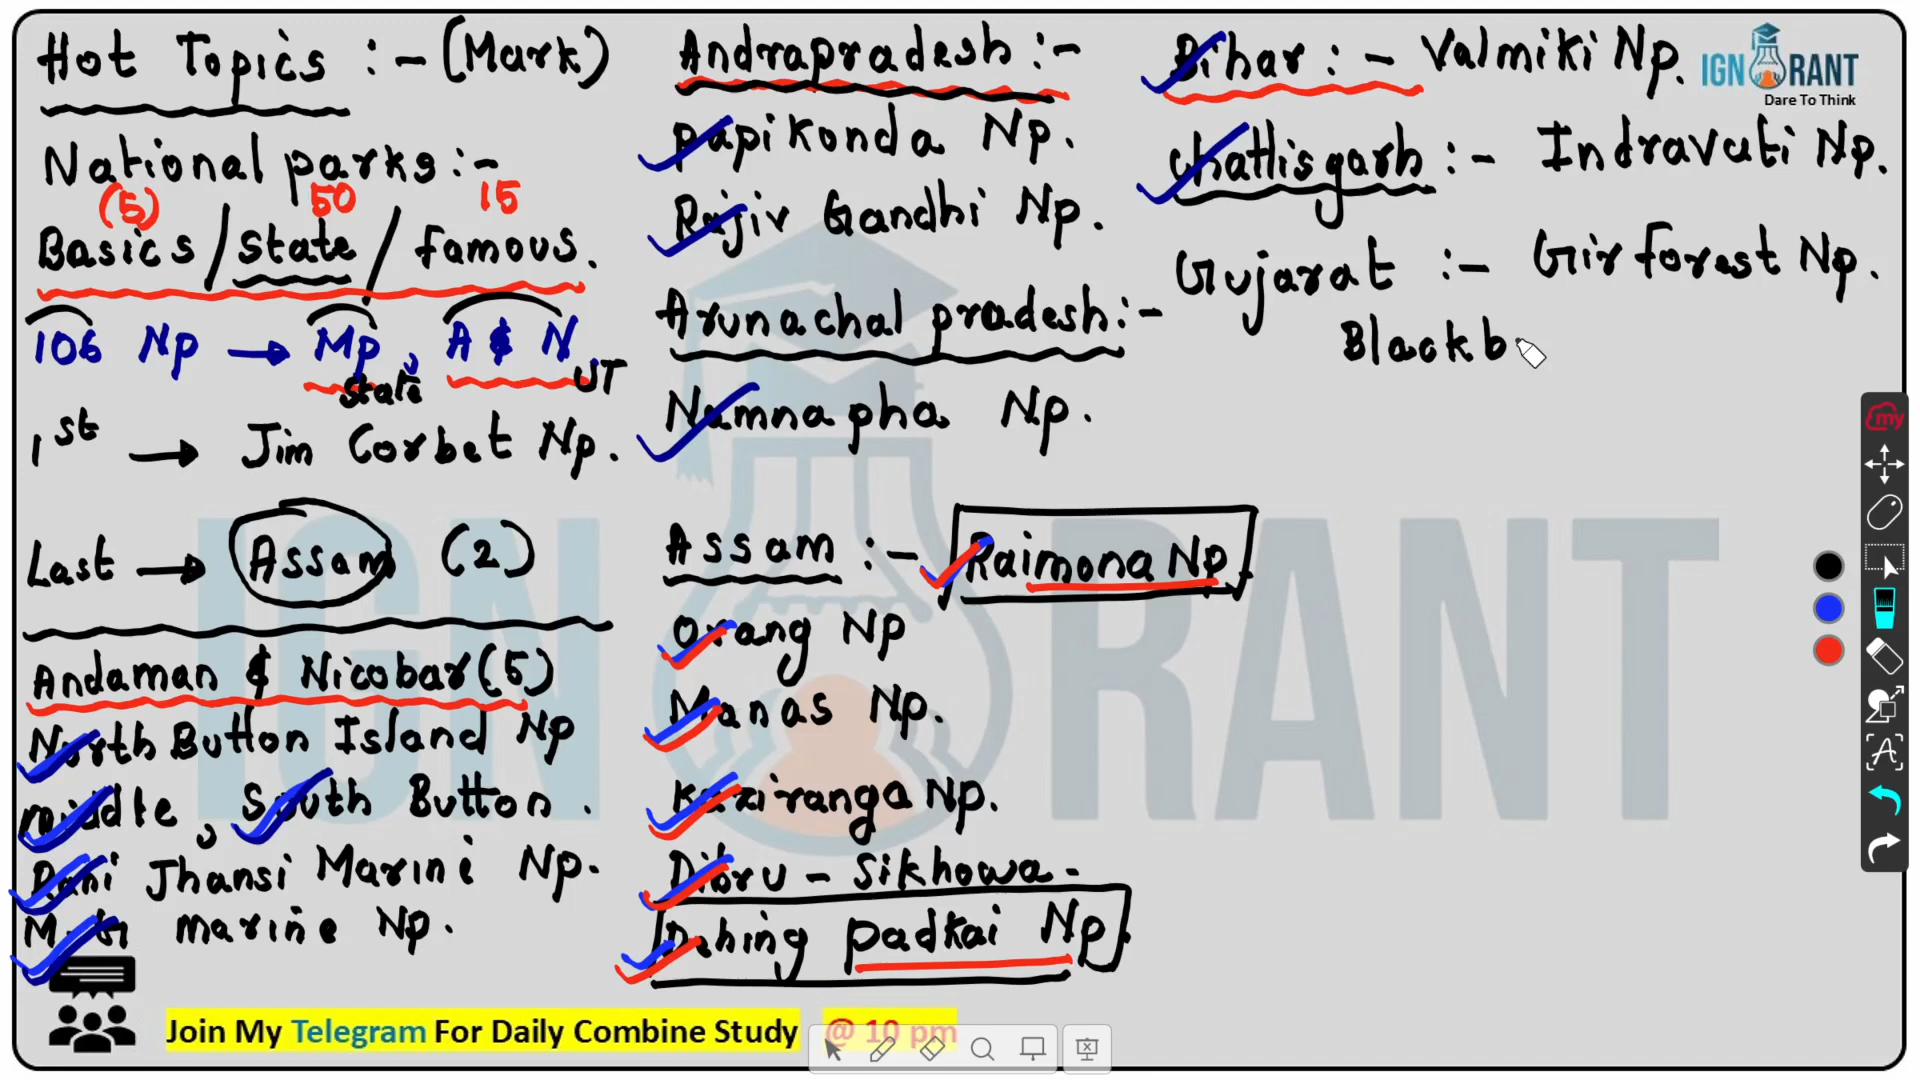 Hot Topics :- (Mark)
National parks :-
(5) 50 15
Basics / State / famous.
106 Np → Mp, A & N
state UT
1st → Jim Corbet Np.
Last → Assam (2)
Andaman & Nicobar (5)
North Button Island Np
middle, South Button.
Rani Jhansi Marine Np.
marine Np.
Andrapradesh :-
Papikonda Np.
Rajiv Gandhi Np.
Arunachal pradesh :-
Namnapha Np.
Assam :- Raimona Np.
Orang Np
Manas Np.
Kaziranga Np.
Dibru - Sikhowa -
Dehing padkai Np.
Bihar :- Valmiki Np.
Chattisgarh :- Indravati Np.
Gujarat :- Gir forest Np.
Blackb
IGNORANT
Dare To Think
IGNORANT
my
A
Join My Telegram For Daily Combine Study @ 10 pm